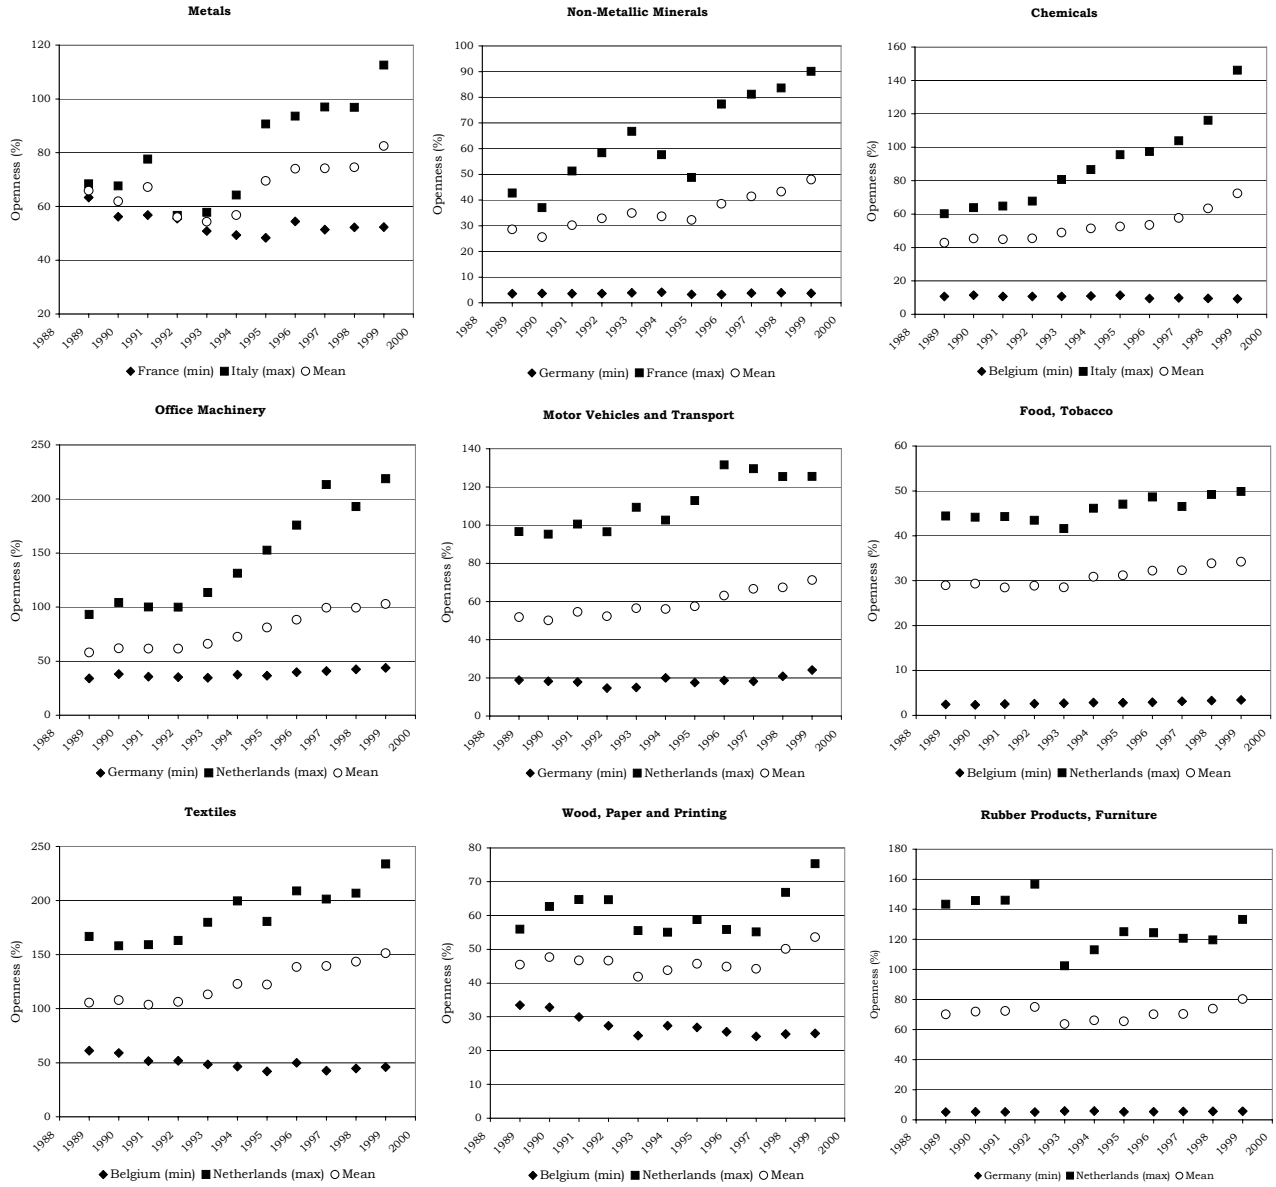 Metals
Openness (%)
120
100
80
60
40
20
1988 1989 1990 1991 1992 1993 1994 1995 1996 1997 1998 1999 2000
France (min) Italy (max) Mean
Non-Metallic Minerals
Openness (%)
100
90
80
70
60
50
40
30
20
10
0
1988 1989 1990 1991 1992 1993 1994 1995 1996 1997 1998 1999 2000
Germany (min) France (max) Mean
Chemicals
Openness (%)
160
140
120
100
80
60
40
20
0
1988 1989 1990 1991 1992 1993 1994 1995 1996 1997 1998 1999 2000
Belgium (min) Italy (max) Mean
Office Machinery
Openness (%)
250
200
150
100
50
0
1988 1989 1990 1991 1992 1993 1994 1995 1996 1997 1998 1999 2000
Germany (min) Netherlands (max) Mean
Motor Vehicles and Transport
Openness (%)
140
120
100
80
60
40
20
0
1988 1989 1990 1991 1992 1993 1994 1995 1996 1997 1998 1999 2000
Germany (min) Netherlands (max) Mean
Food, Tobacco
Openness (%)
60
50
40
30
20
10
0
1988 1989 1990 1991 1992 1993 1994 1995 1996 1997 1998 1999 2000
Belgium (min) Netherlands (max) Mean
Textiles
Openness (%)
250
200
150
100
50
0
1988 1989 1990 1991 1992 1993 1994 1995 1996 1997 1998 1999 2000
Belgium (min) Netherlands (max) Mean
Wood, Paper and Printing
Openness (%)
80
70
60
50
40
30
20
10
0
1988 1989 1990 1991 1992 1993 1994 1995 1996 1997 1998 1999 2000
Belgium (min) Netherlands (max) Mean
Rubber Products, Furniture
Openness (%)
180
160
140
120
100
80
60
40
20
0
1988 1989 1990 1991 1992 1993 1994 1995 1996 1997 1998 1999 2000
Germany (min) Netherlands (max) Mean